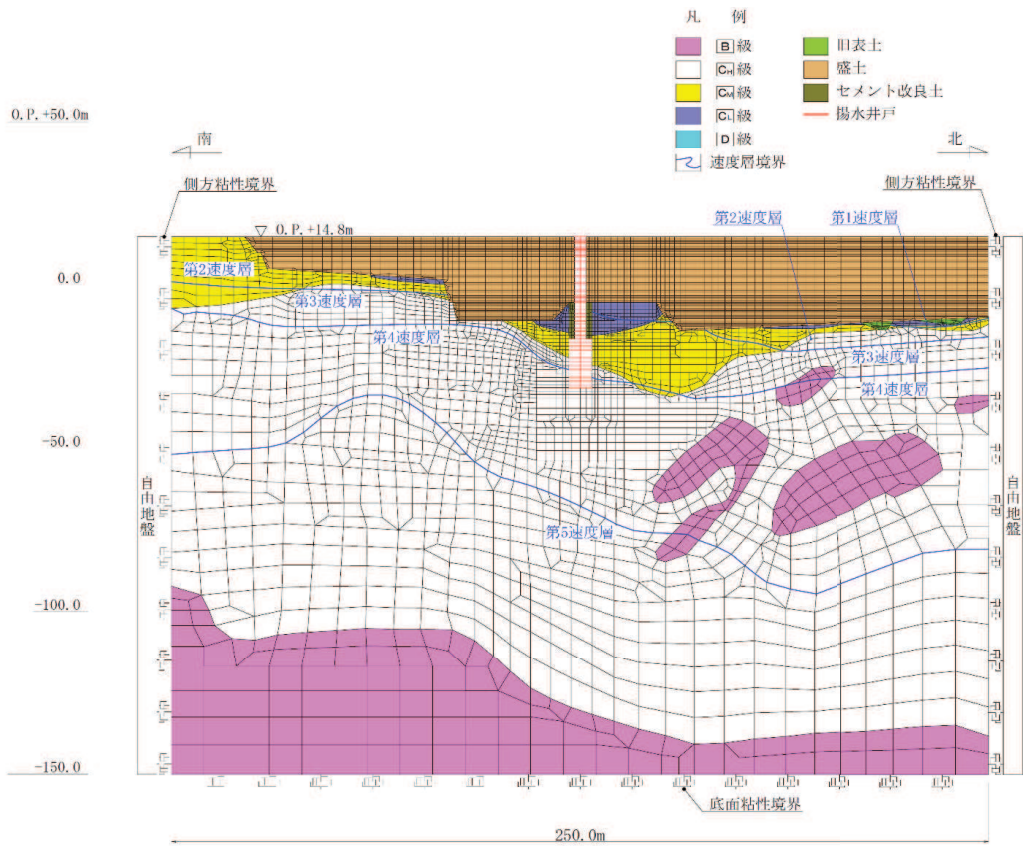 凡 例
B級
CH級
CM級
CL級
D級
速度層境界
旧表土
盛土
セメント改良土
揚水井戸
O.P.+50.0m
南
北
側方粘性境界
側方粘性境界
O.P.+14.8m
第2速度層
第1速度層
0.0
第2速度層
第3速度層
第4速度層
第3速度層
第4速度層
-50.0
自由地盤
自由地盤
第5速度層
-100.0
-150.0
底面粘性境界
250.0m